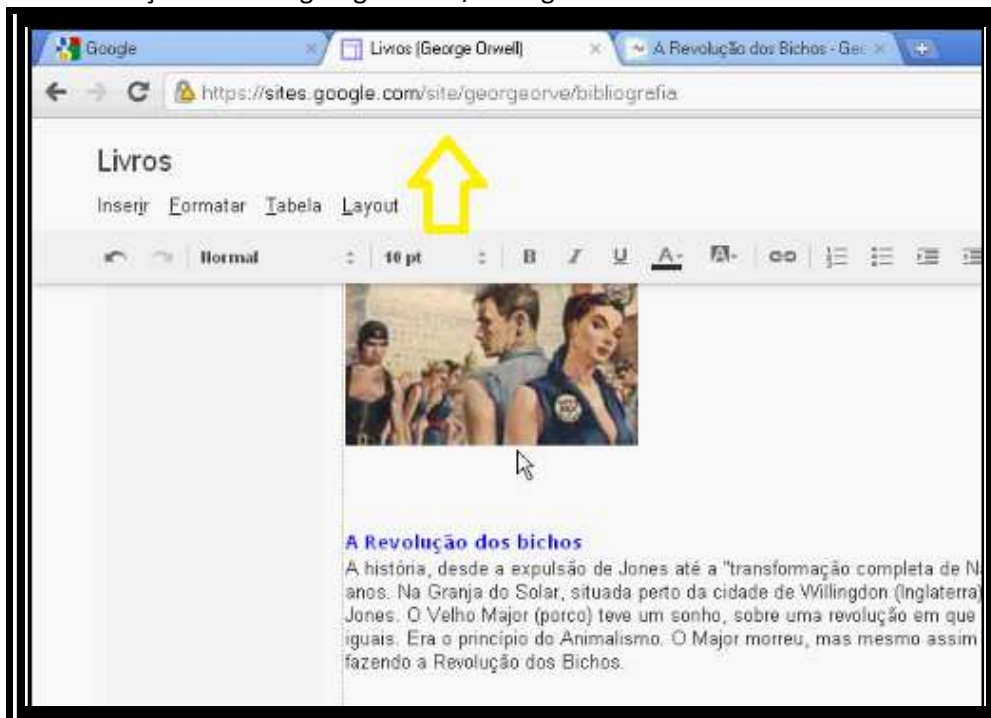 Google
Livros (George Orwell)
A Revolução dos Bichos - Geo
https://sites.google.com/site/georgeorve/bibliografia
Livros
Inserir Formatar Tabela Layout
Normal 10 pt B I U A A
A Revolução dos bichos
A história, desde a expulsão de Jones até a "transformação completa de N
anos. Na Granja do Solar, situada perto da cidade de Willingdon (Inglaterra)
Jones. O Velho Major (porco) teve um sonho, sobre uma revolução em que
iguais. Era o princípio do Animalismo. O Major morreu, mas mesmo assim
fazendo a Revolução dos Bichos.